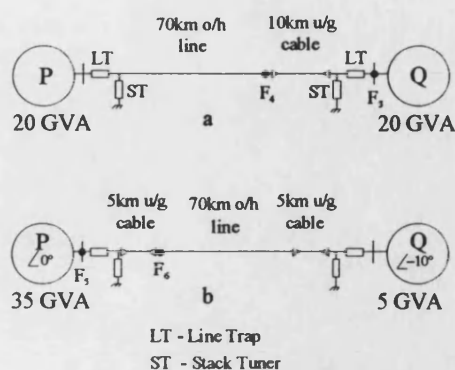 70km o/h line
10km u/g cable
P
LT
ST
F₄
ST
LT
F₃
Q
20 GVA
a
20 GVA
5km u/g cable
70km o/h line
5km u/g cable
P
∠0°
F₅
F₆
Q
∠-10°
35 GVA
b
5 GVA
LT - Line Trap
ST - Stack Tuner